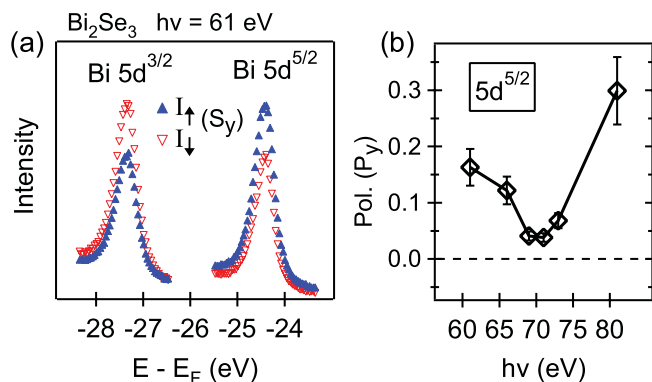 Bi₂Se₃ hν = 61 eV
(a)
Bi 5d³/² Bi 5d⁵/²
I↑ (Sy)
I↓
Intensity
-28 -27 -26 -25 -24
E - E_F (eV)
(b)
5d⁵/²
Pol. (Py)
0.3
0.2
0.1
0.0
60 65 70 75 80
hν (eV)